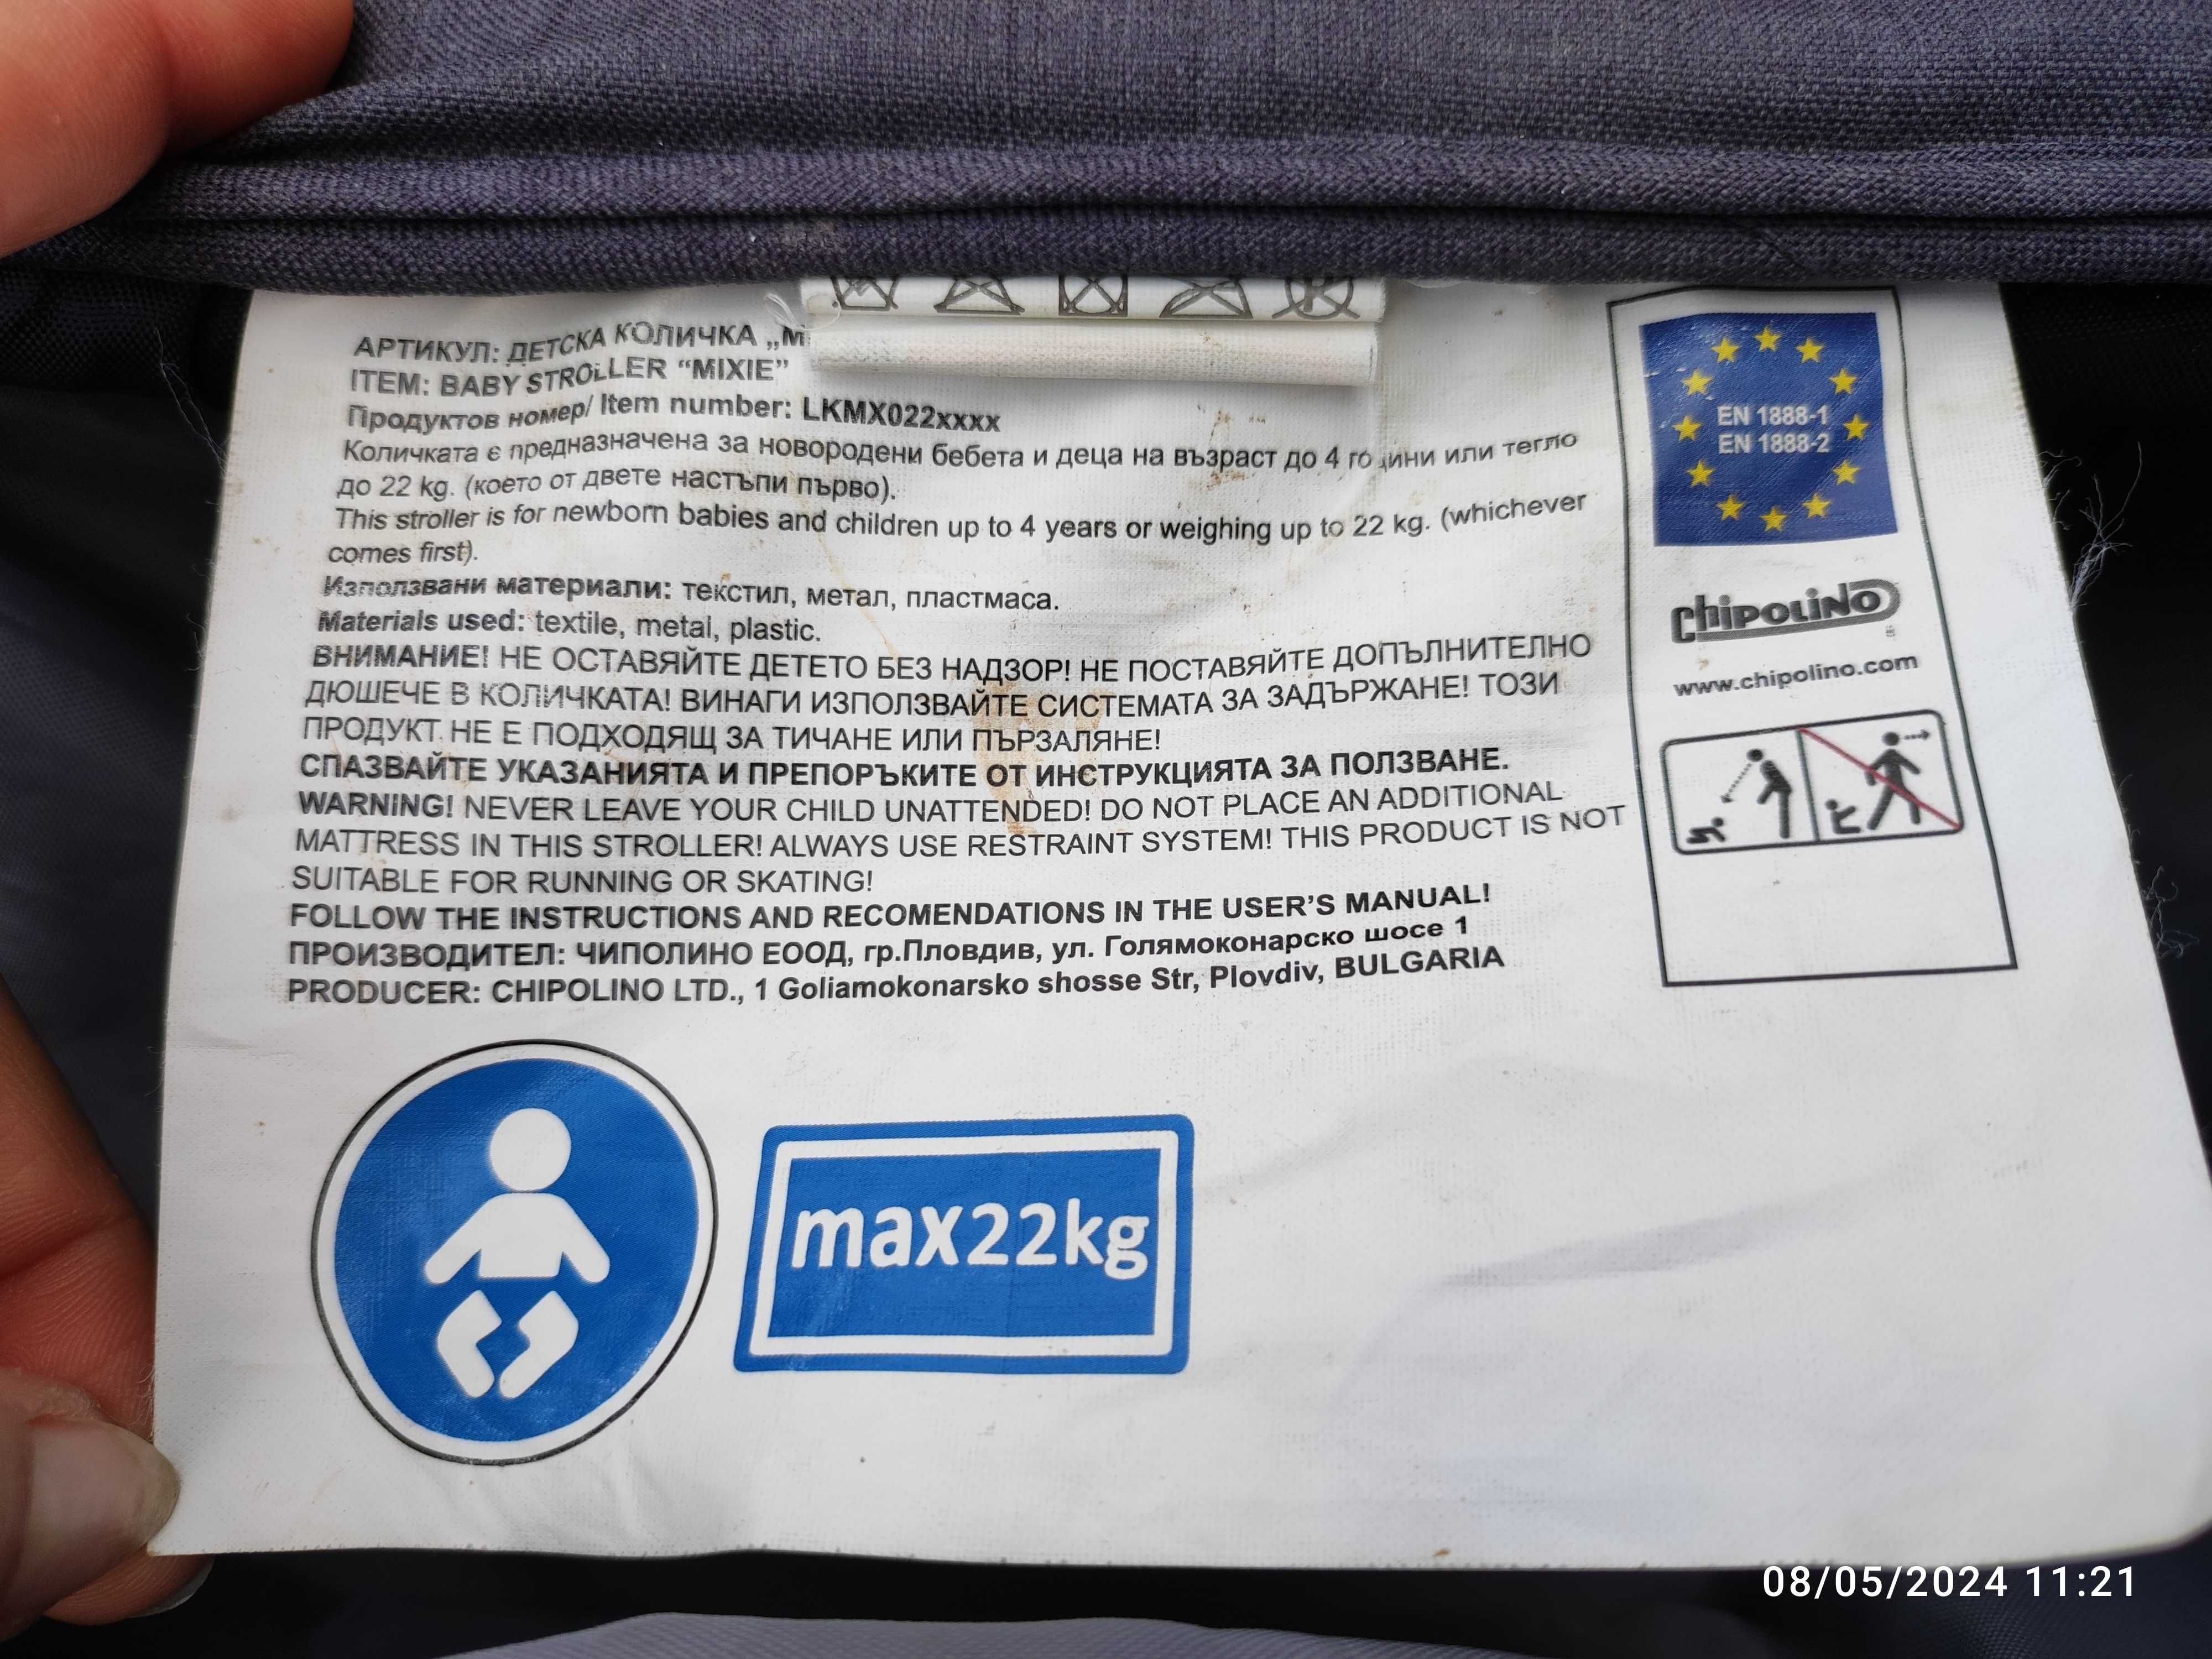 АРТИКУЛ: ДЕТСКА КОЛИЧКА „М
ITEM: BABY STROLLER “MIXIE”
Продуктов номер/ Item number: LKMX022xxxx
Количката е предназначена за новородени бебета и деца на възраст до 4 години или тегло
до 22 kg. (което от двете настъпи първо).
This stroller is for newborn babies and children up to 4 years or weighing up to 22 kg. (whichever
comes first).
Използвани материали: текстил, метал, пластмаса.
Materials used: textile, metal, plastic.
ВНИМАНИЕ! НЕ ОСТАВЯЙТЕ ДЕТЕТО БЕЗ НАДЗОР! НЕ ПОСТАВЯЙТЕ ДОПЪЛНИТЕЛНО
ДЮШЕЧЕ В КОЛИЧКАТА! ВИНАГИ ИЗПОЛЗВАЙТЕ СИСТЕМАТА ЗА ЗАДЪРЖАНЕ! ТОЗИ
ПРОДУКТ НЕ Е ПОДХОДЯЩ ЗА ТИЧАНЕ ИЛИ ПЪРЗАЛЯНЕ!
СПАЗВАЙТЕ УКАЗАНИЯТА И ПРЕПОРЪКИТЕ ОТ ИНСТРУКЦИЯТА ЗА ПОЛЗВАНЕ.
WARNING! NEVER LEAVE YOUR CHILD UNATTENDED! DO NOT PLACE AN ADDITIONAL
MATTRESS IN THIS STROLLER! ALWAYS USE RESTRAINT SYSTEM! THIS PRODUCT IS NOT
SUITABLE FOR RUNNING OR SKATING!
FOLLOW THE INSTRUCTIONS AND RECOMENDATIONS IN THE USER’S MANUAL!
ПРОИЗВОДИТЕЛ: ЧИПОЛИНО ЕООД, гр.Пловдив, ул. Голямоконарско шосе 1
PRODUCER: CHIPOLINO LTD., 1 Goliamokonarsko shosse Str, Plovdiv, BULGARIA
EN 1888-1
EN 1888-2
chipolino
www.chipolino.com
max22kg
08/05/2024 11:21